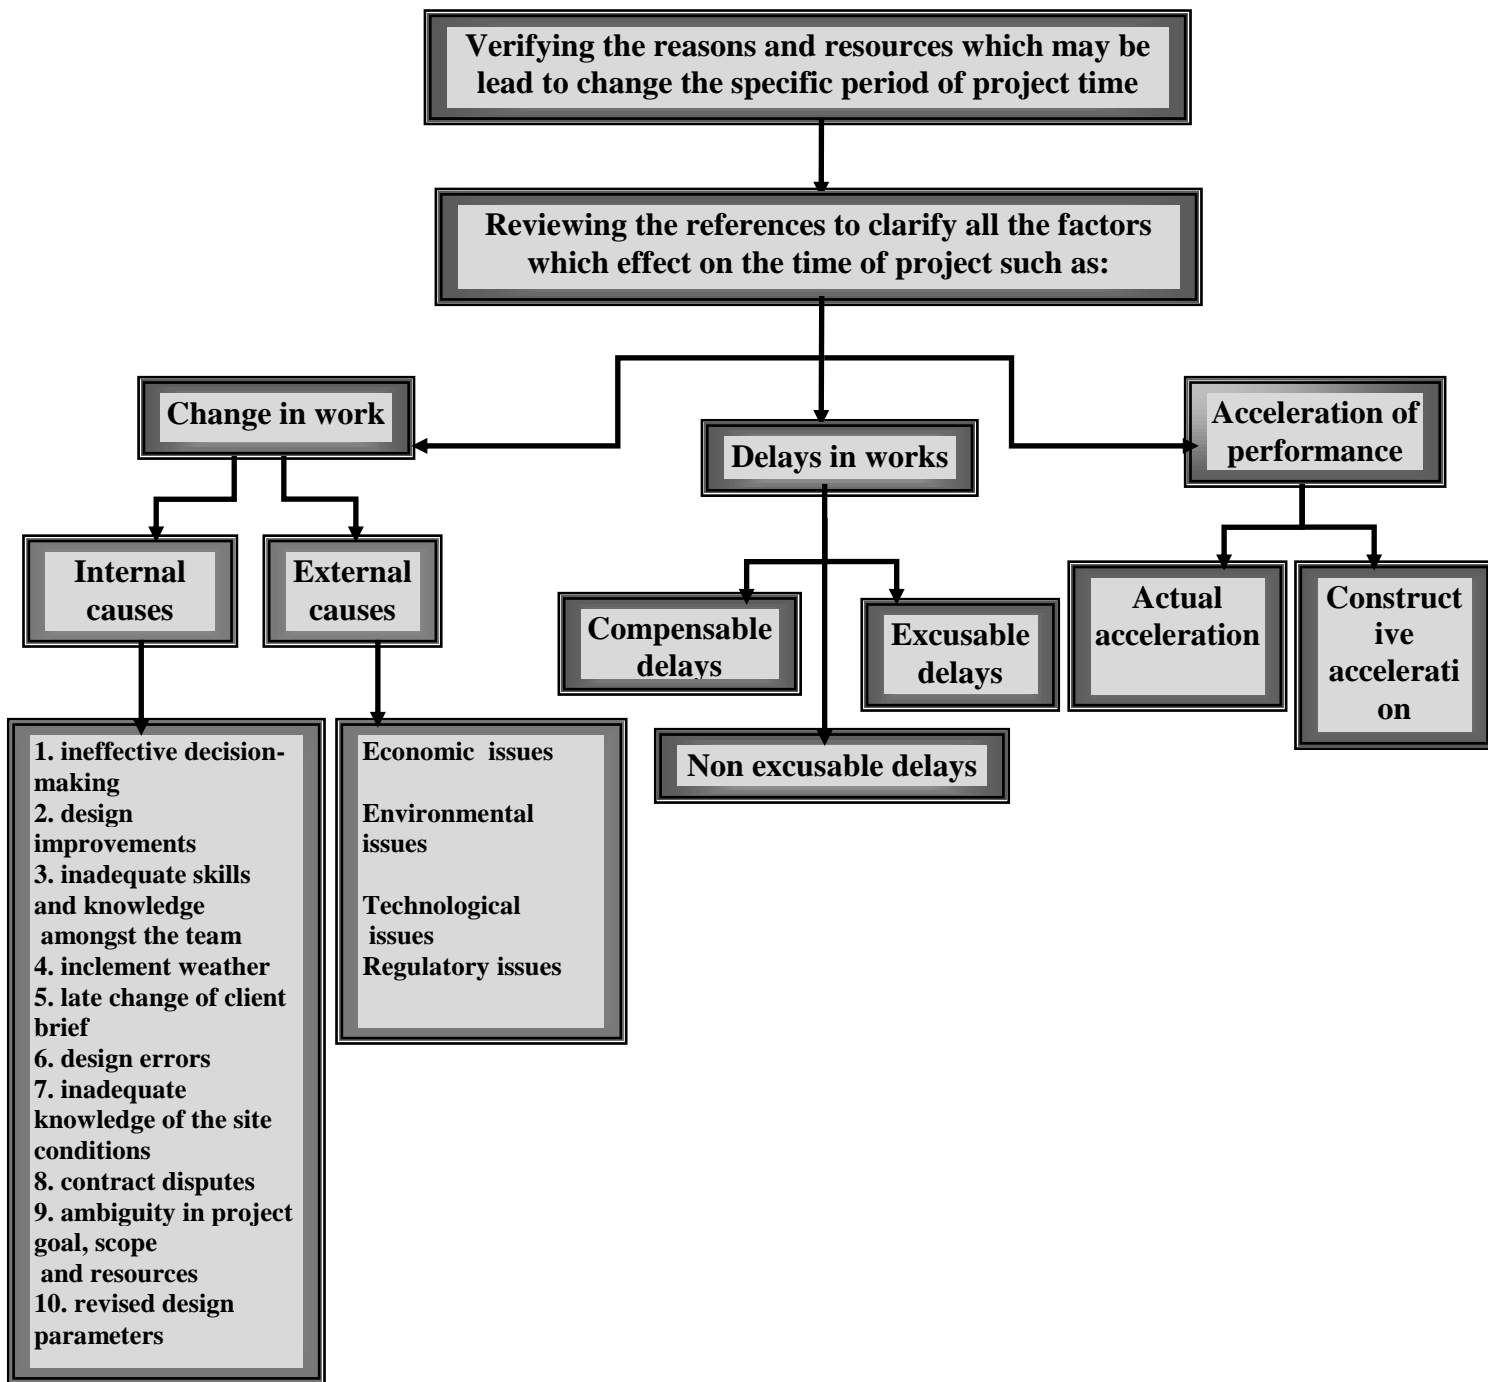 Verifying the reasons and resources which may be
lead to change the specific period of project time
Reviewing the references to clarify all the factors
which effect on the time of project such as:
Change in work
Delays in works
Acceleration of
performance
Internal
causes
External
causes
Compensable
delays
Excusable
delays
Non excusable delays
Actual
acceleration
Construct
ive
accelerati
on
1. ineffective decision-
making
2. design
improvements
3. inadequate skills
and knowledge
amongst the team
4. inclement weather
5. late change of client
brief
6. design errors
7. inadequate
knowledge of the site
conditions
8. contract disputes
9. ambiguity in project
goal, scope
and resources
10. revised design
parameters
Economic issues
Environmental
issues
Technological
issues
Regulatory issues